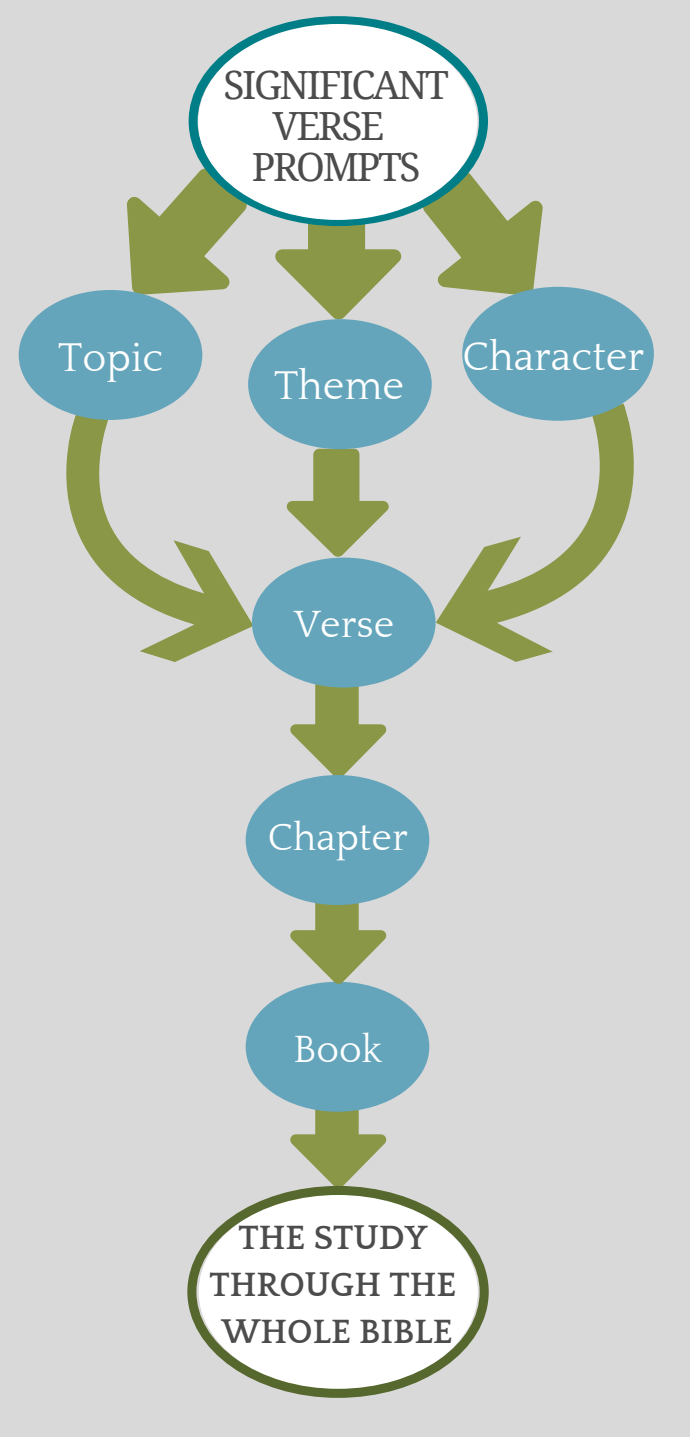 SIGNIFICANT
VERSE
PROMPTS
Topic
Theme
Character
Verse
Chapter
Book
THE STUDY
THROUGH THE
WHOLE BIBLE